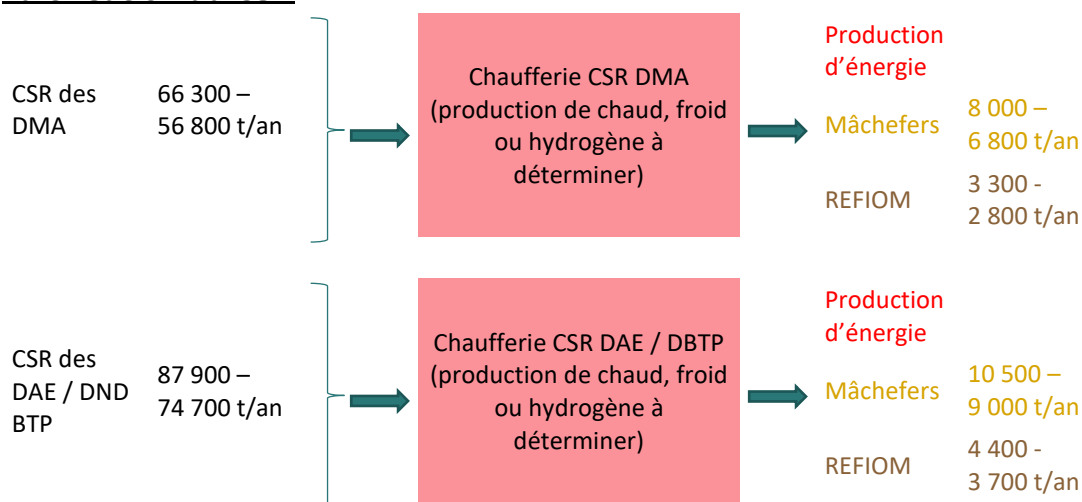 CSR des
DMA
66 300 –
56 800 t/an
Chaufferie CSR DMA
(production de chaud, froid
ou hydrogène à
déterminer)
Production
d’énergie
Mâchefers
8 000 –
6 800 t/an
REFIOM
3 300 -
2 800 t/an
CSR des
DAE / DND
BTP
87 900 –
74 700 t/an
Chaufferie CSR DAE / DBTP
(production de chaud, froid
ou hydrogène à
déterminer)
Production
d’énergie
Mâchefers
10 500 –
9 000 t/an
REFIOM
4 400 -
3 700 t/an